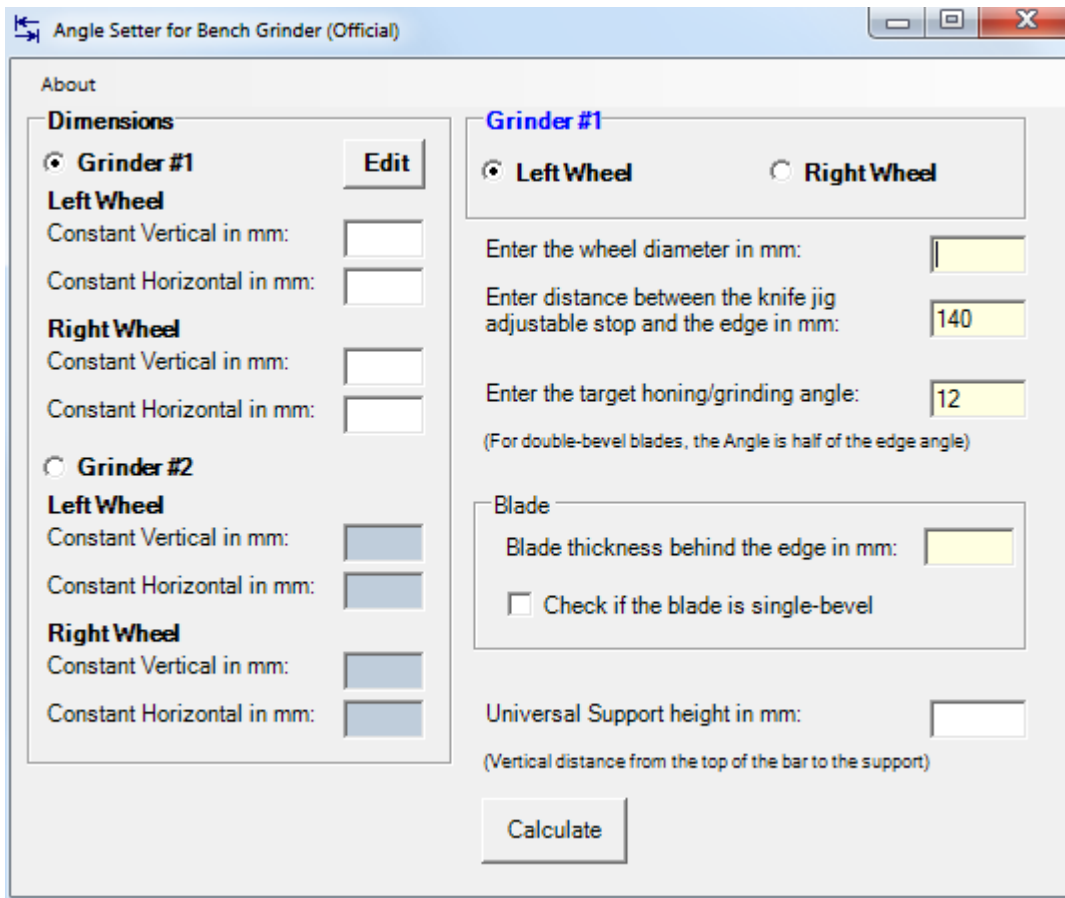 Angle Setter for Bench Grinder (Official)
About
Dimensions
Grinder #1
Edit
Left Wheel
Constant Vertical in mm:
Constant Horizontal in mm:
Right Wheel
Constant Vertical in mm:
Constant Horizontal in mm:
Grinder #2
Left Wheel
Constant Vertical in mm:
Constant Horizontal in mm:
Right Wheel
Constant Vertical in mm:
Constant Horizontal in mm:
Grinder #1
Left Wheel
Right Wheel
Enter the wheel diameter in mm:
Enter distance between the knife jig
adjustable stop and the edge in mm:
140
Enter the target honing/grinding angle:
12
(For double-bevel blades, the Angle is half of the edge angle)
Blade
Blade thickness behind the edge in mm:
Check if the blade is single-bevel
Universal Support height in mm:
(Vertical distance from the top of the bar to the support)
Calculate